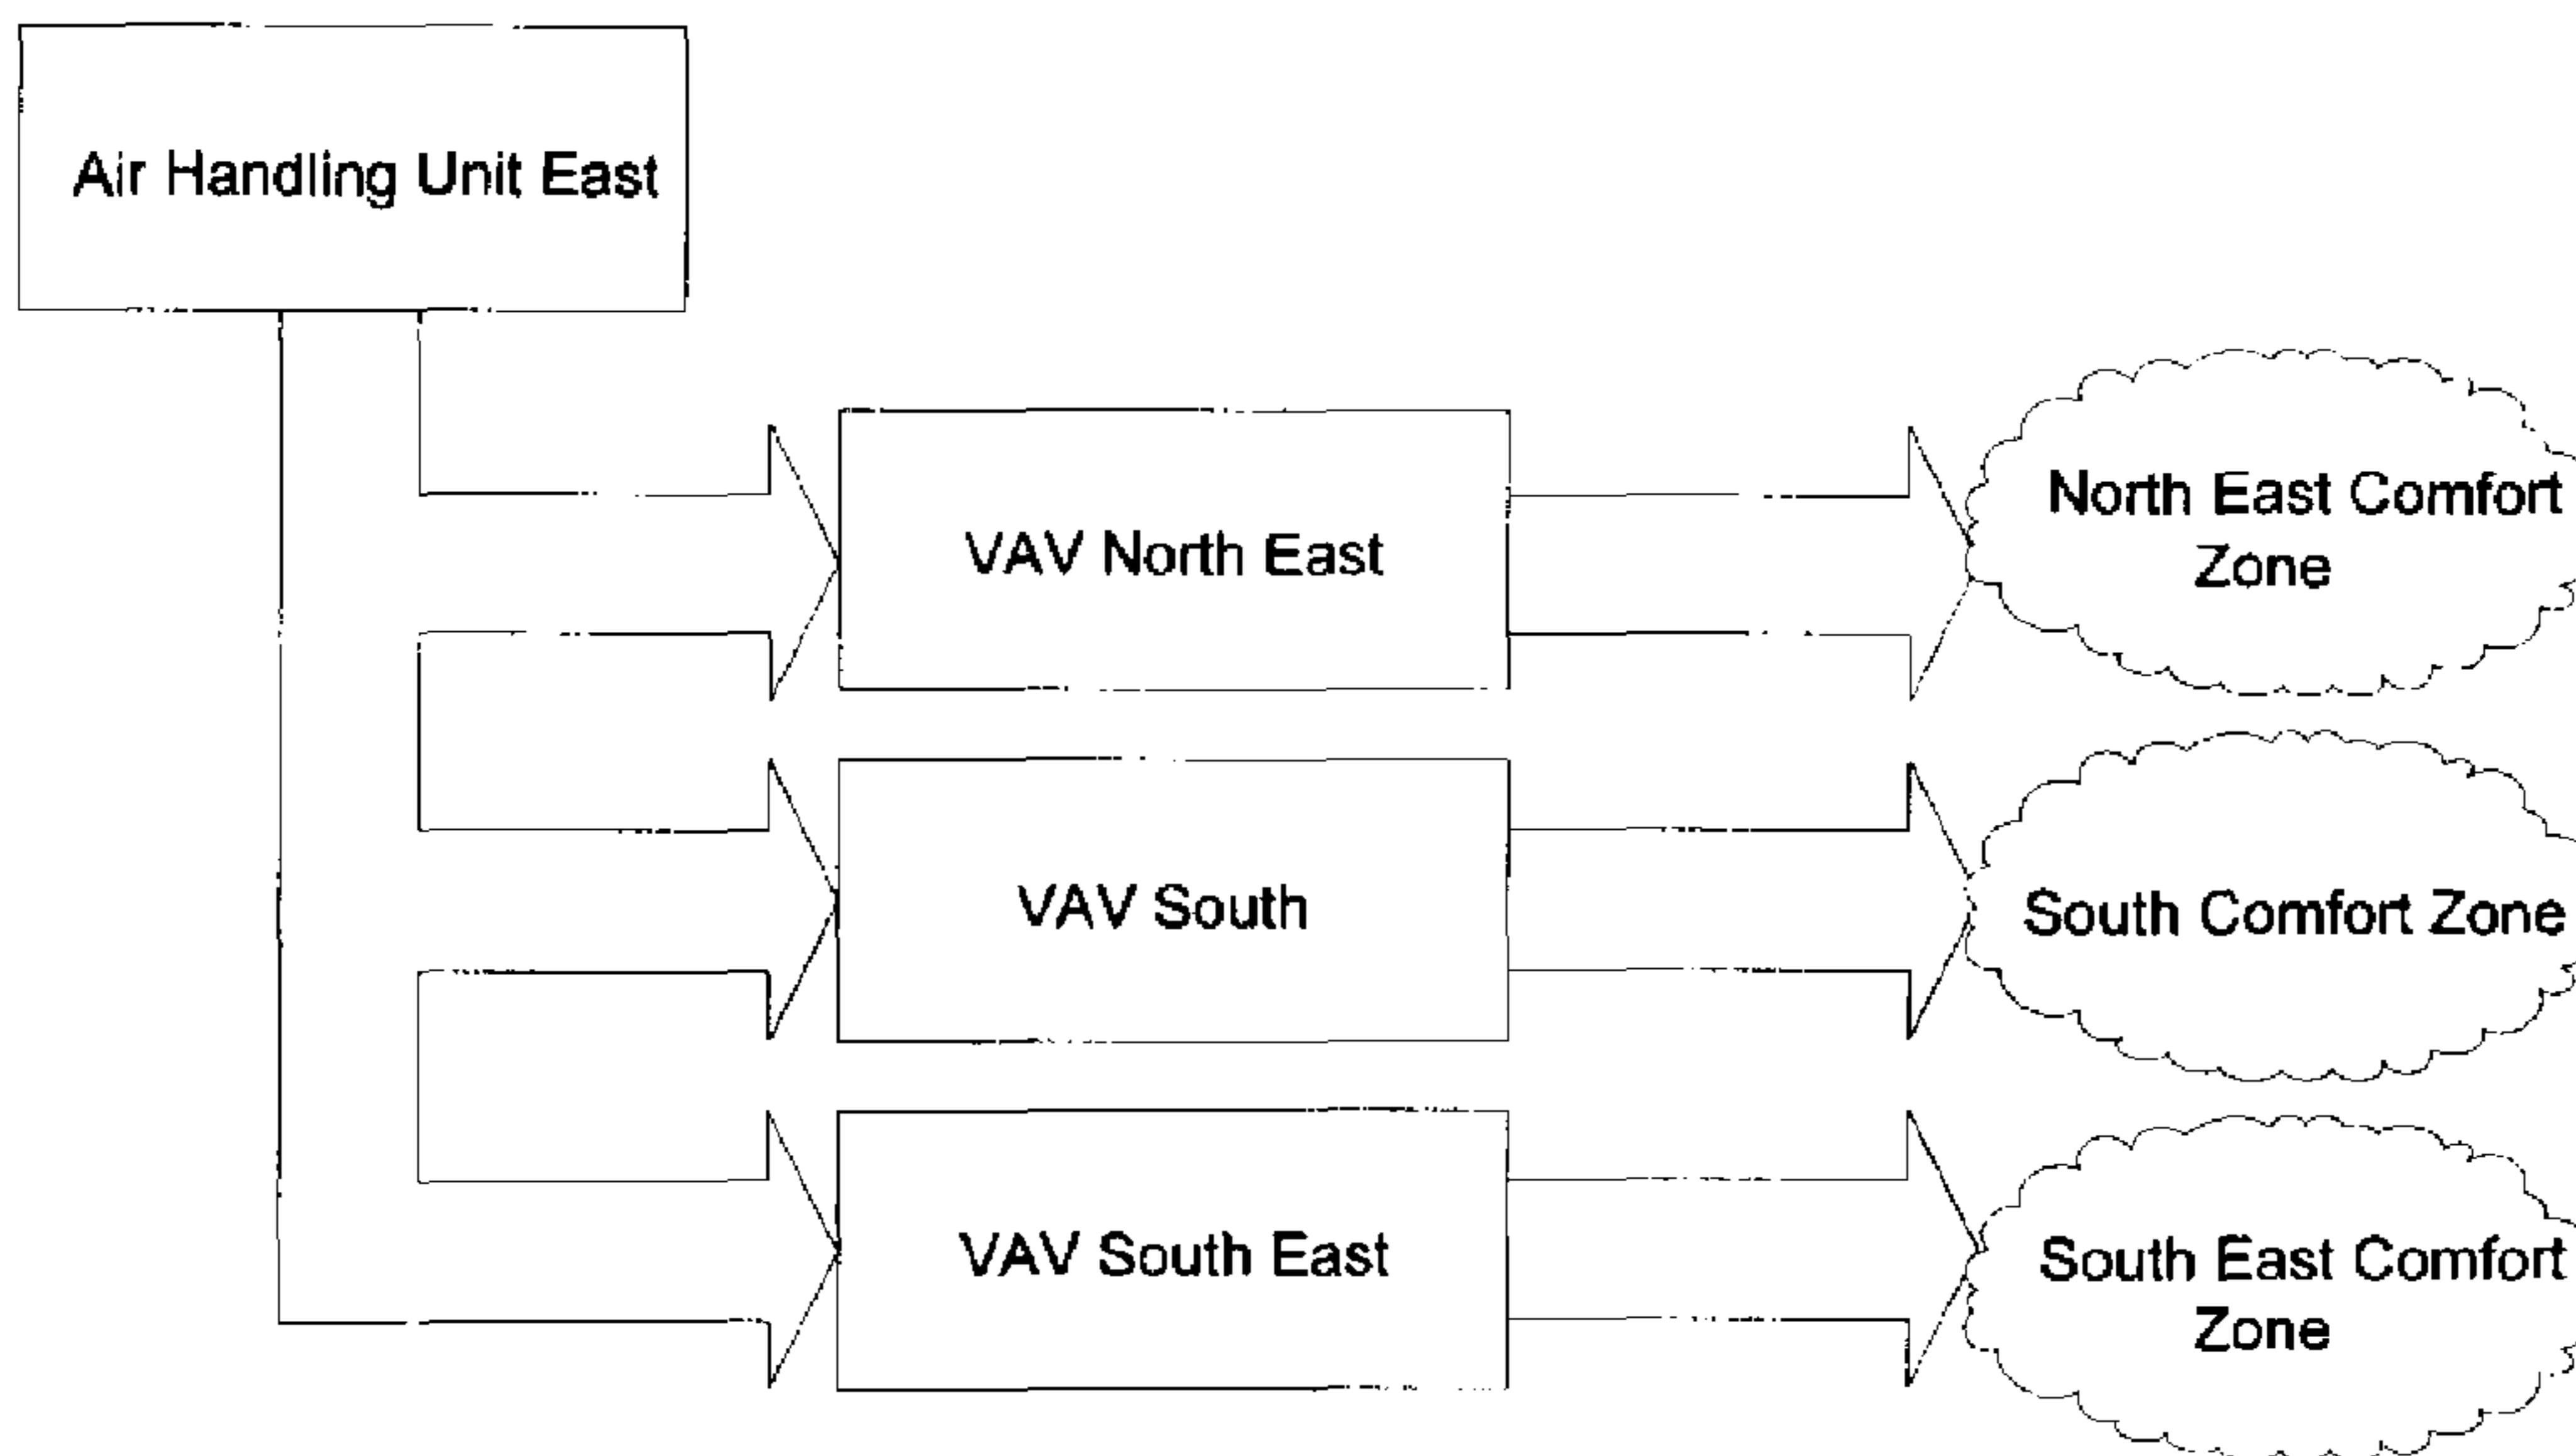 Air Handling Unit East
VAV North East
North East Comfort
Zone
VAV South
South Comfort Zone
VAV South East
South East Comfort
Zone